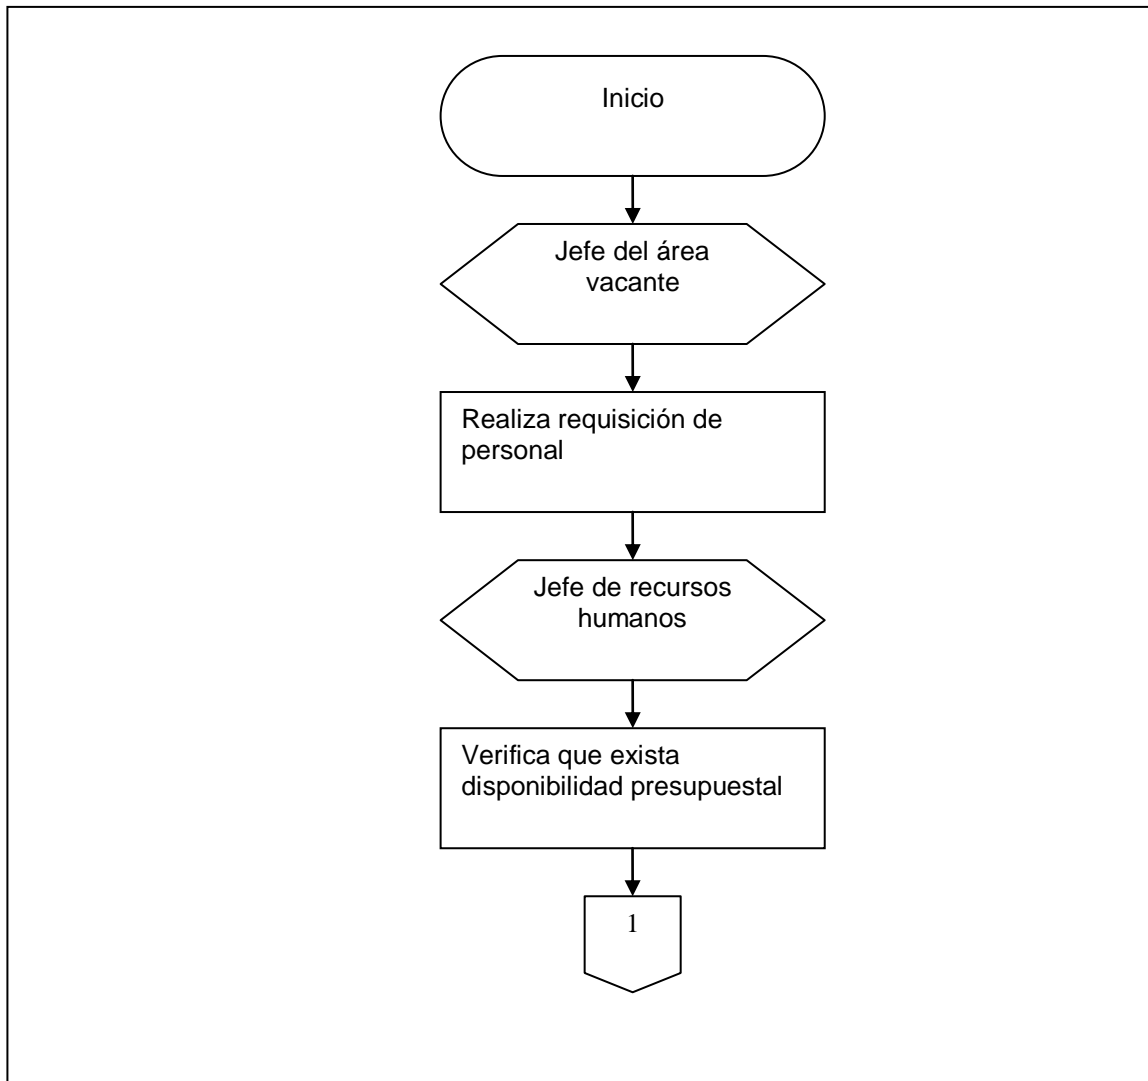 Inicio
Jefe del área
vacante
Realiza requisición de
personal
Jefe de recursos
humanos
Verifica que exista
disponibilidad presupuestal
1